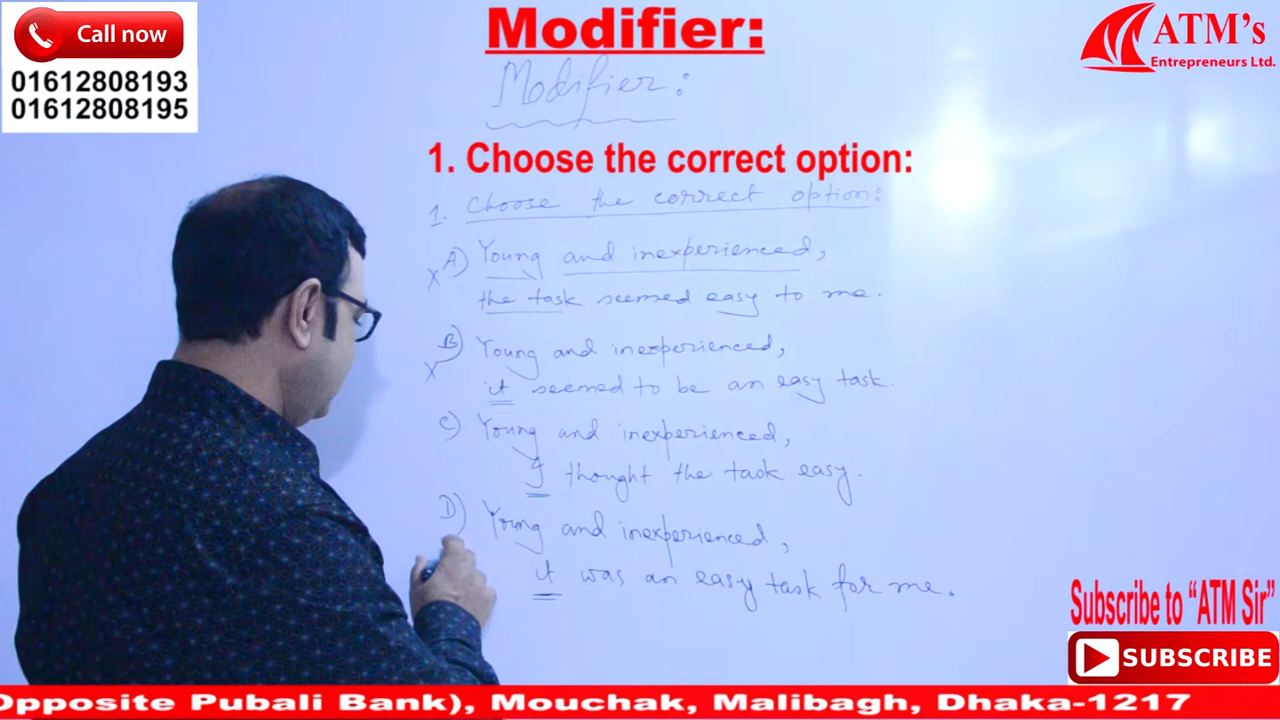 Call now
01612808193
01612808195
Modifier:
ATM's
Entrepreneurs Ltd.
Modifier:
1. Choose the correct option:
1. Choose the correct option:
X A) Young and inexperienced,
the task seemed easy to me.
X B) Young and inexperienced,
it seemed to be an easy task.
C) Young and inexperienced,
I thought the task easy.
D) Young and inexperienced,
it was an easy task for me.
Subscribe to "ATM Sir"
SUBSCRIBE
Opposite Pubali Bank), Mouchak, Malibagh, Dhaka-1217